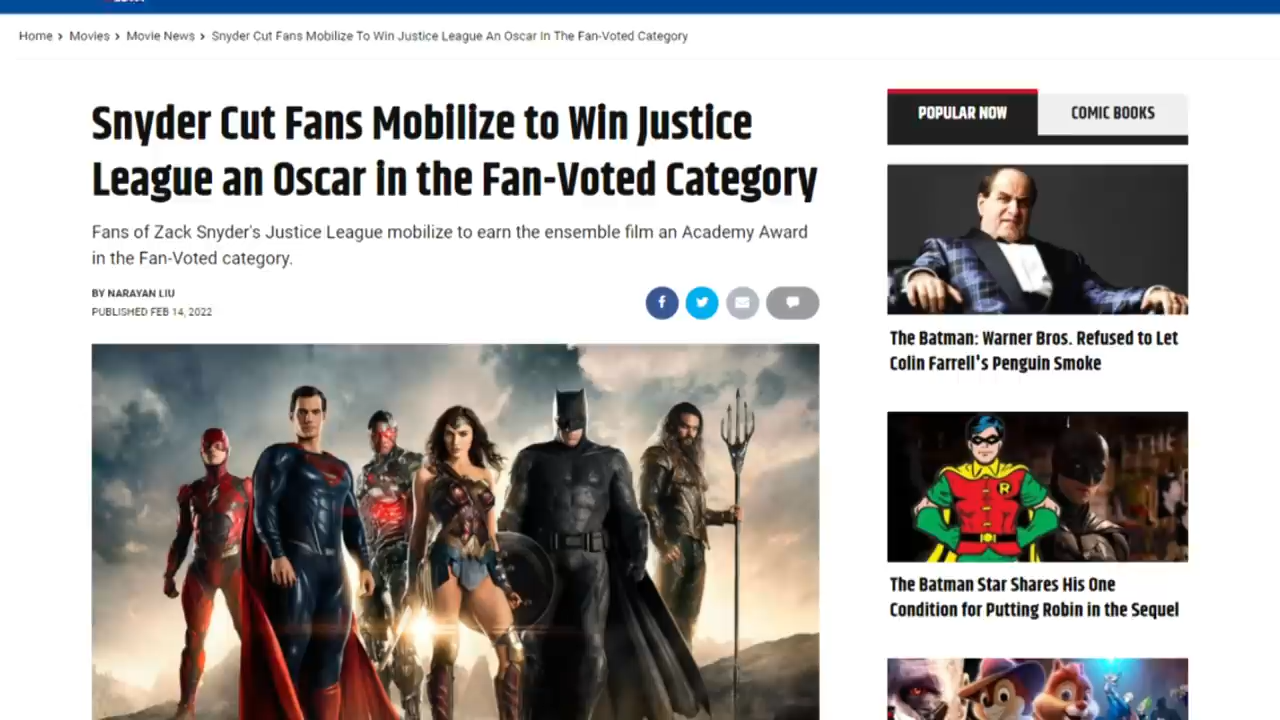 Home > Movies > Movie News > Snyder Cut Fans Mobilize To Win Justice League An Oscar In The Fan-Voted Category
Snyder Cut Fans Mobilize to Win Justice
League an Oscar in the Fan-Voted Category
Fans of Zack Snyder's Justice League mobilize to earn the ensemble film an Academy Award
in the Fan-Voted category.
BY NARAYAN LIU
PUBLISHED FEB 14, 2022
POPULAR NOW
COMIC BOOKS
The Batman: Warner Bros. Refused to Let
Colin Farrell's Penguin Smoke
R
THE
The Batman Star Shares His One
Condition for Putting Robin in the Sequel